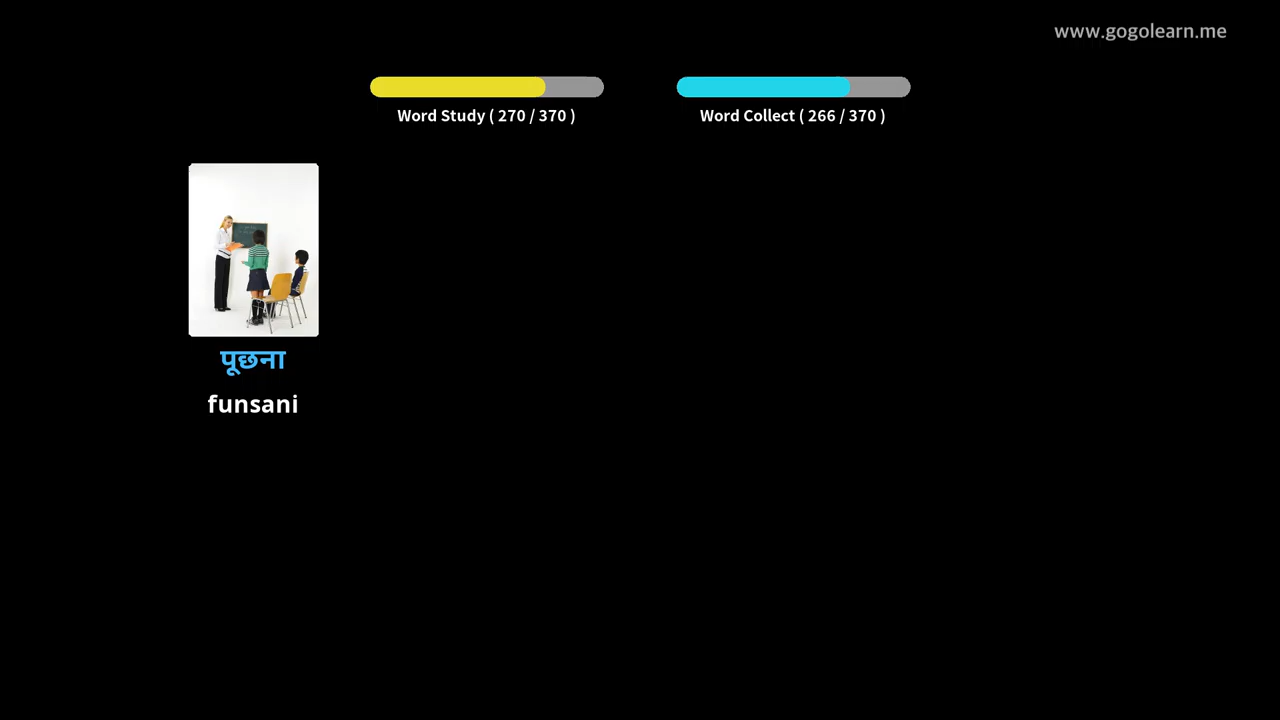 www.gogolearn.me
Word Study ( 270 / 370 )
Word Collect ( 266 / 370 )
पूछना
funsani